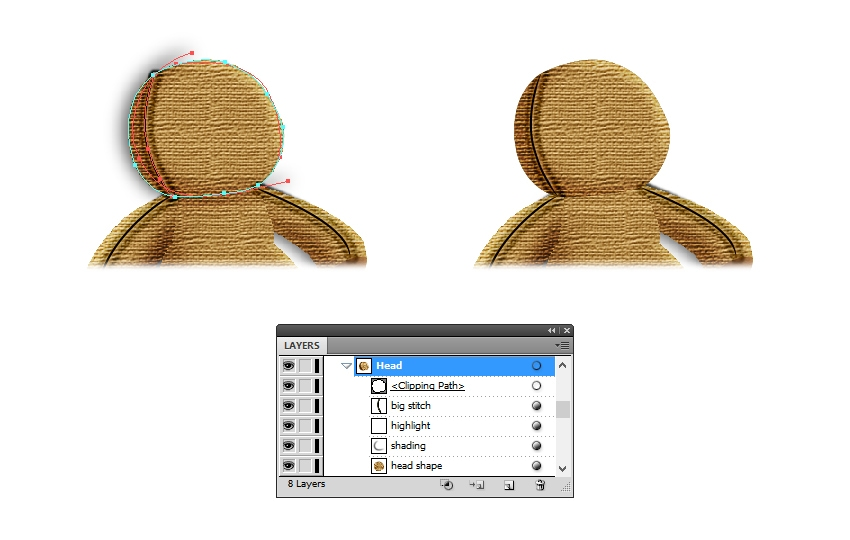 LAYERS
Head
<Clipping Path>
big stitch
highlight
shading
head shape
8 Layers